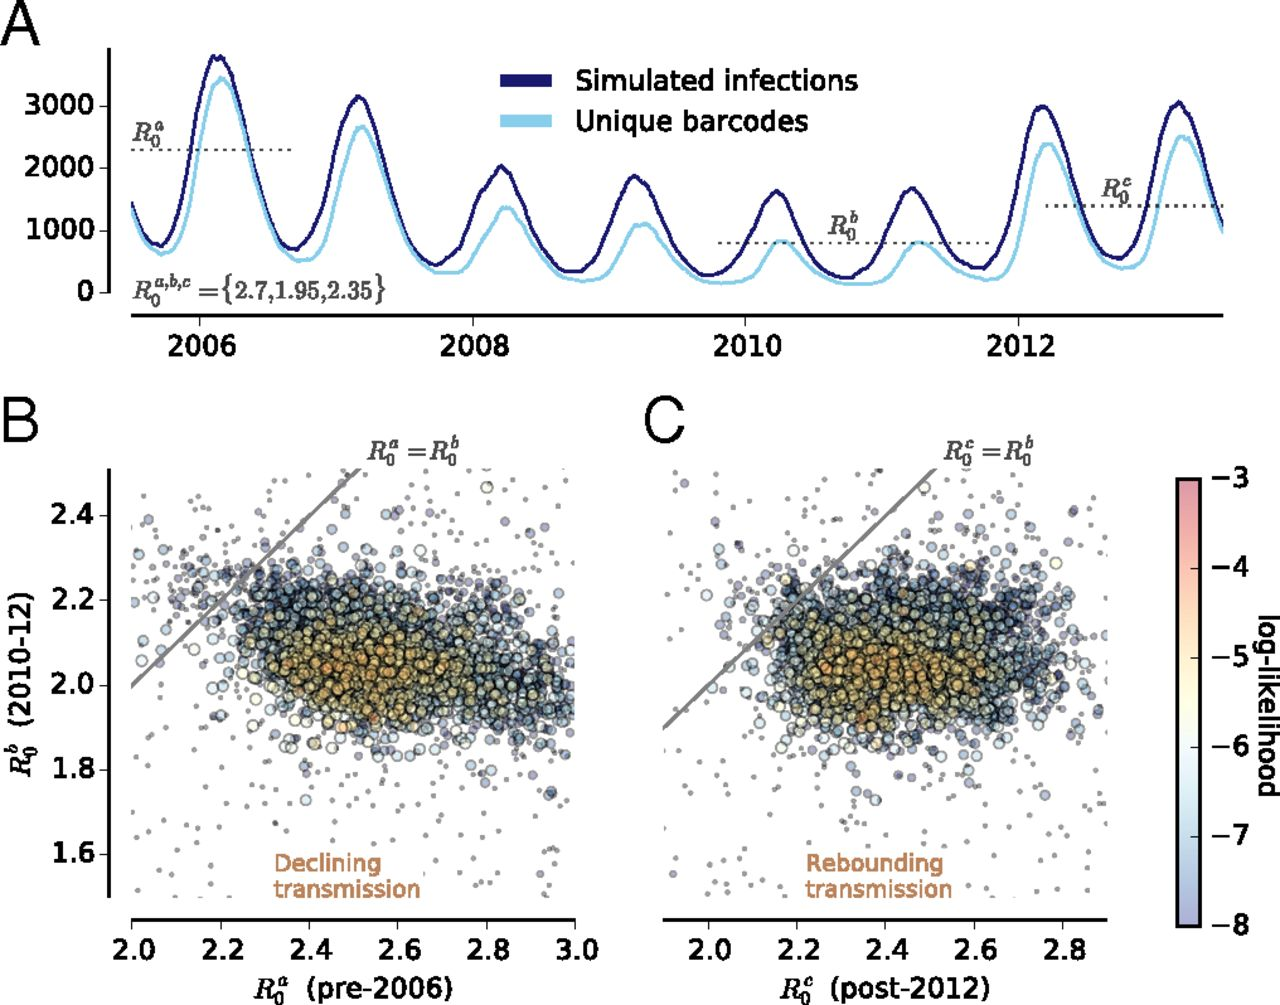 A
Simulated infections
Unique barcodes
3000
2000
1000
0
R₀ᵃ
R₀ᵇ
R₀ᶜ
R₀ᵃ,ᵇ,ᶜ = {2.7,1.95,2.35}
2006 2008 2010 2012
B
R₀ᵃ = R₀ᵇ
2.4
2.2
2.0
1.8
1.6
R₀ᵇ (2010-12)
Declining
transmission
2.0 2.2 2.4 2.6 2.8 3.0
R₀ᵃ (pre-2006)
C
R₀ᶜ = R₀ᵇ
Rebounding
transmission
2.0 2.2 2.4 2.6 2.8
R₀ᶜ (post-2012)
−3
−4
−5
−6
−7
−8
log-likelihood